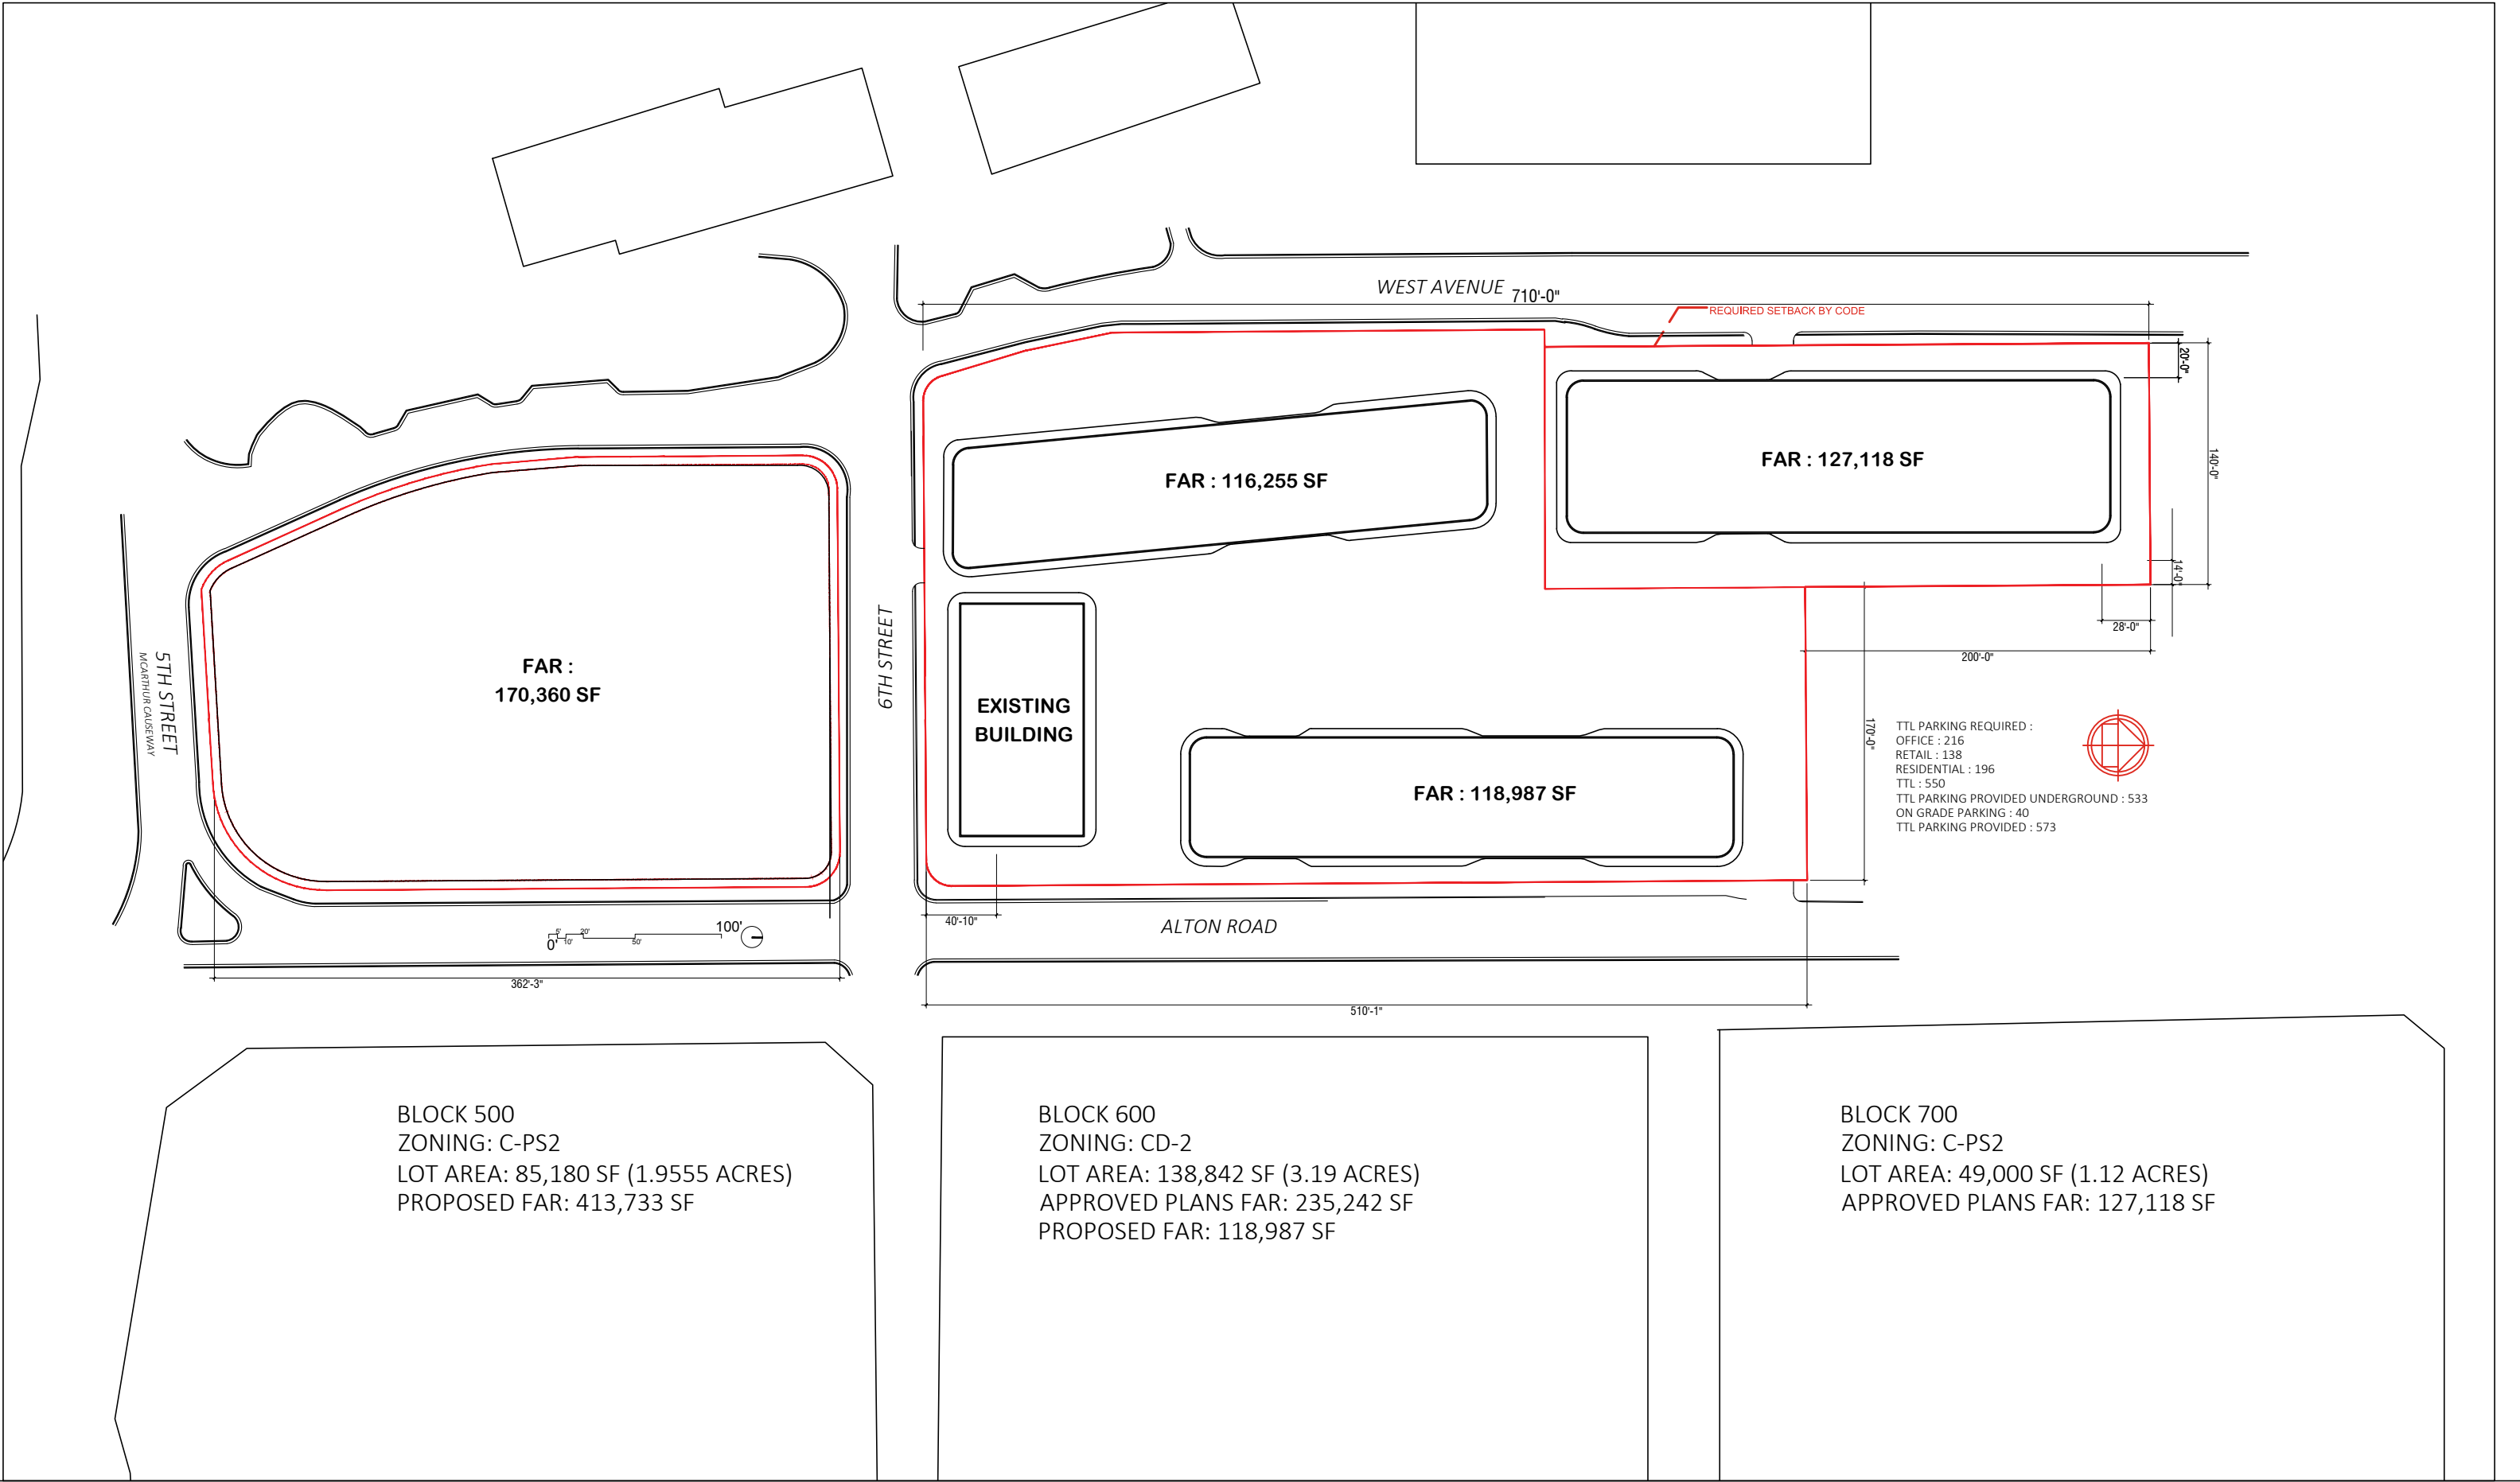 WEST AVENUE
710'-0"
REQUIRED SETBACK BY CODE
20'-0"
140'-0"
FAR : 116,255 SF
FAR : 127,118 SF
14'-0"
28'-0"
200'-0"
5TH STREET
MCARTHUR CAUSEWAY
FAR :
170,360 SF
6TH STREET
EXISTING
BUILDING
FAR : 118,987 SF
170'-0"
TTL PARKING REQUIRED :
OFFICE : 216
RETAIL : 138
RESIDENTIAL : 196
TTL : 550
TTL PARKING PROVIDED UNDERGROUND : 533
ON GRADE PARKING : 40
TTL PARKING PROVIDED : 573
0'
5'
10'
20'
50'
100'
40'-10"
ALTON ROAD
362'-3"
510'-1"
BLOCK 500
ZONING: C-PS2
LOT AREA: 85,180 SF (1.9555 ACRES)
PROPOSED FAR: 413,733 SF
BLOCK 600
ZONING: CD-2
LOT AREA: 138,842 SF (3.19 ACRES)
APPROVED PLANS FAR: 235,242 SF
PROPOSED FAR: 118,987 SF
BLOCK 700
ZONING: C-PS2
LOT AREA: 49,000 SF (1.12 ACRES)
APPROVED PLANS FAR: 127,118 SF